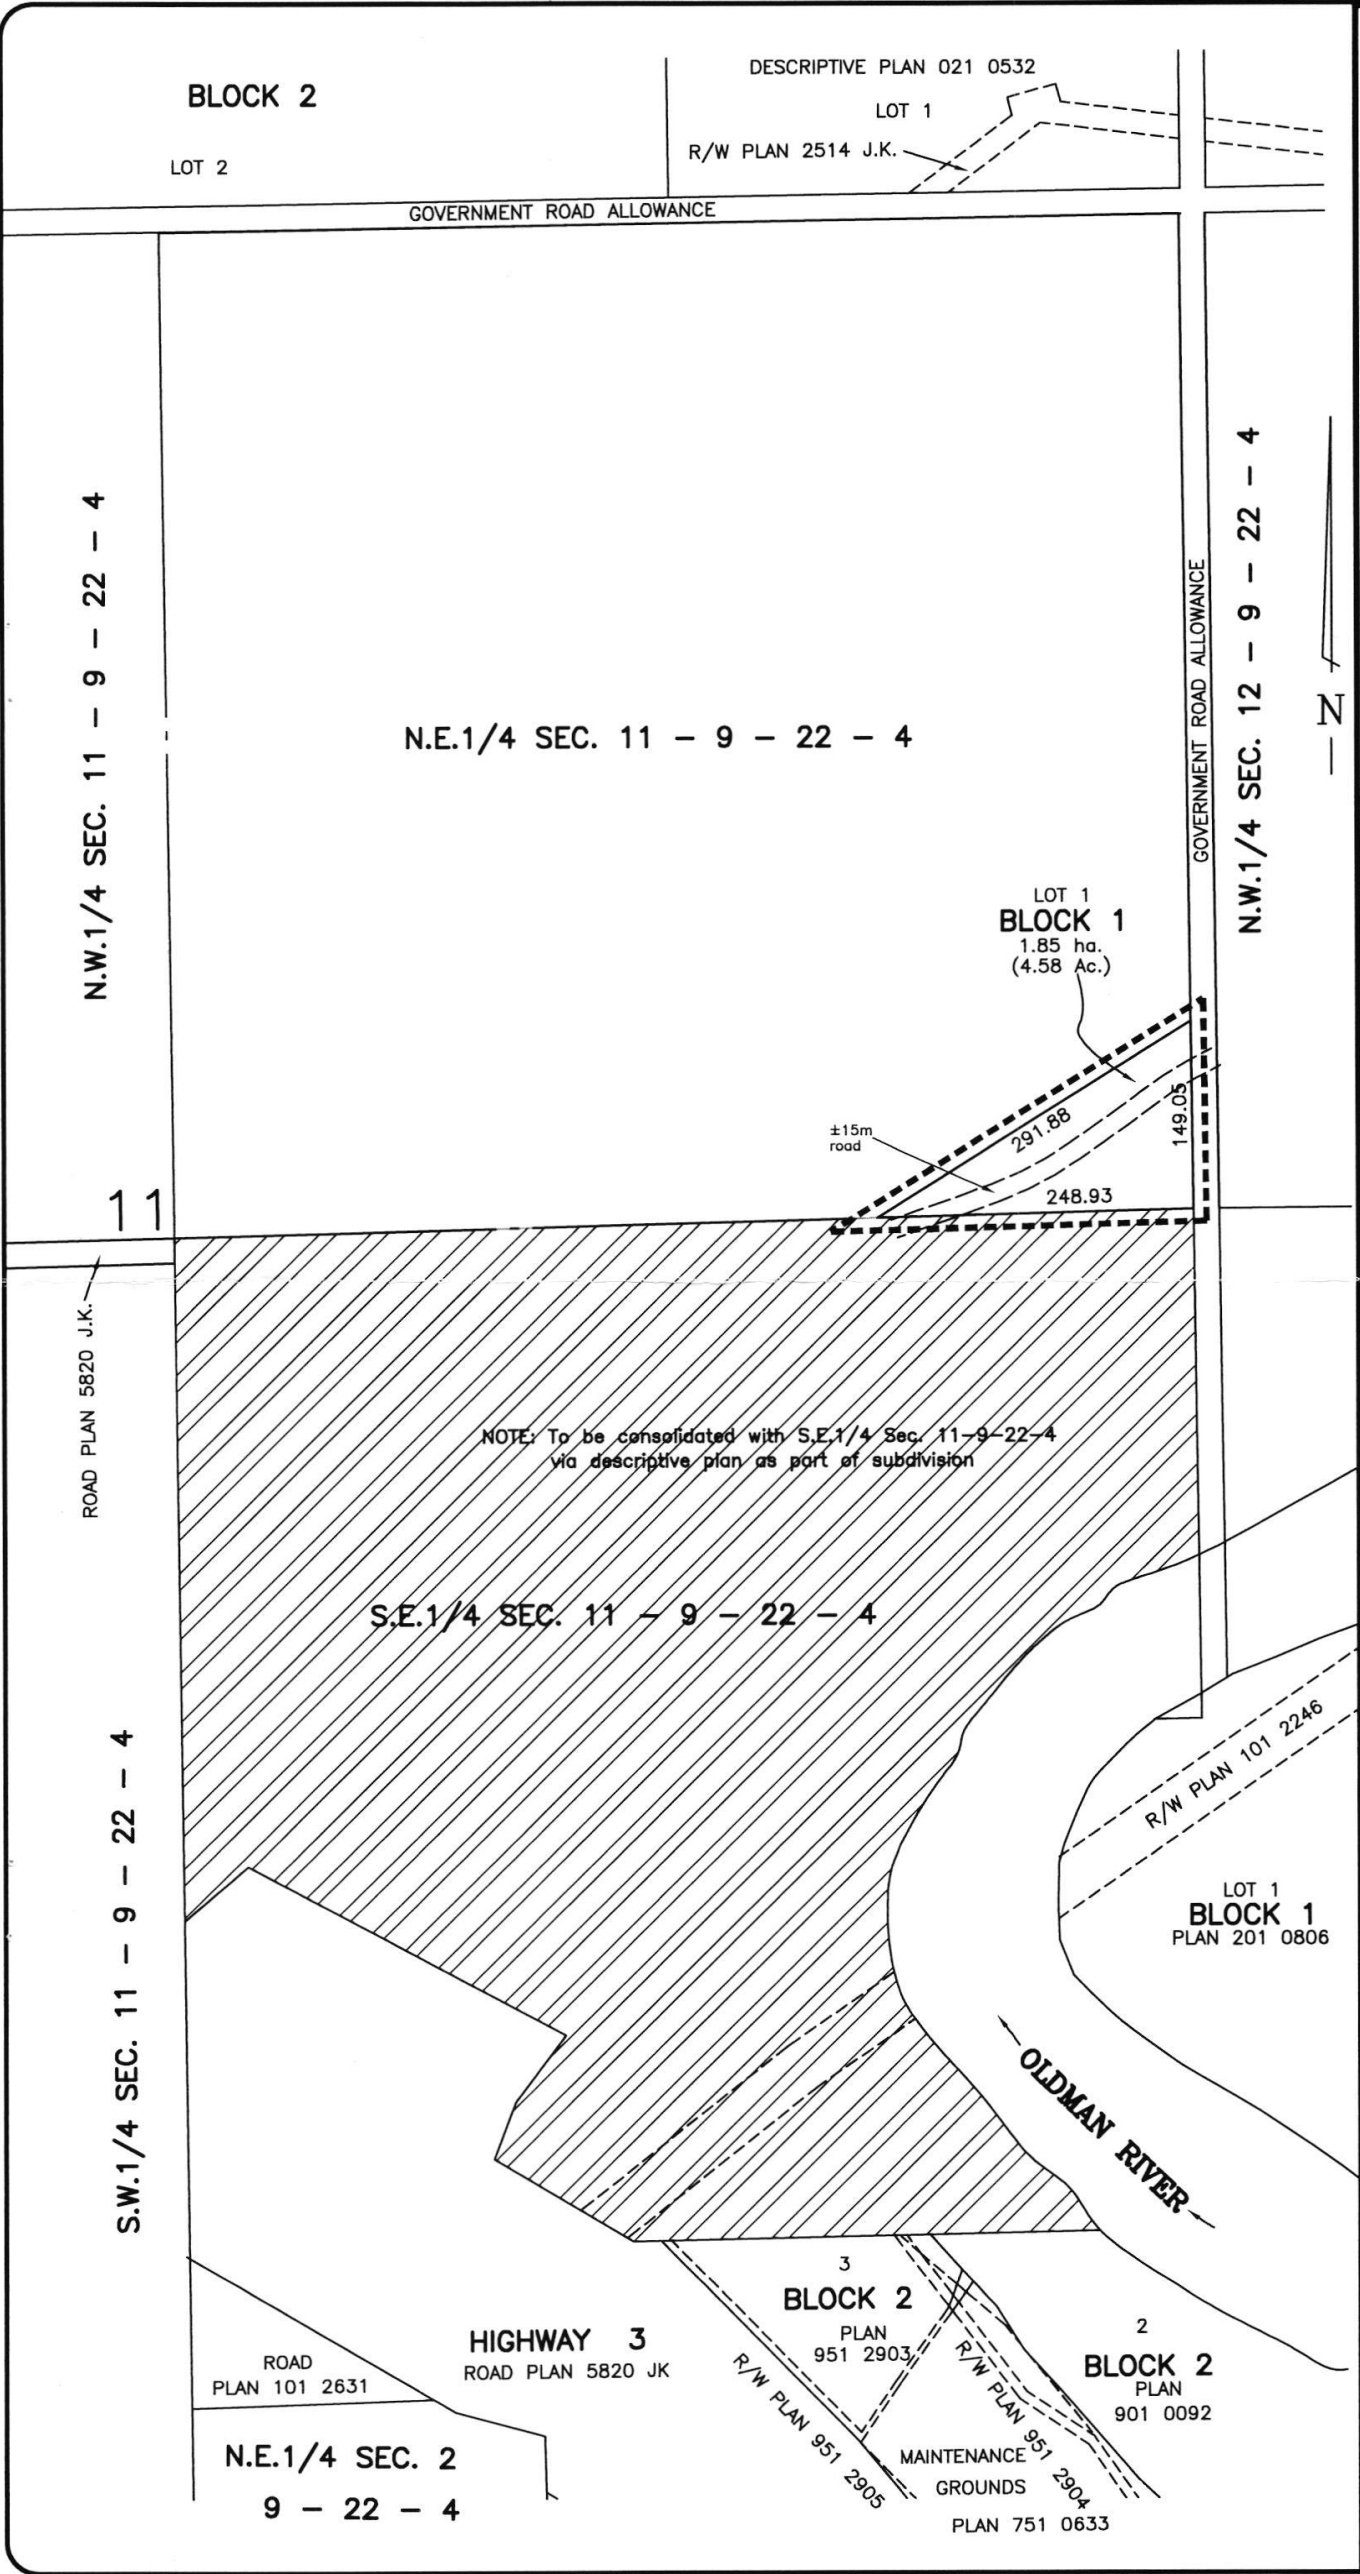 DESCRIPTIVE PLAN 021 0532
BLOCK 2
LOT 1
R/W PLAN 2514 J.K.
LOT 2
GOVERNMENT ROAD ALLOWANCE
N.W.1/4 SEC. 11 - 9 - 22 - 4
N.E.1/4 SEC. 11 - 9 - 22 - 4
GOVERNMENT ROAD ALLOWANCE
N.W.1/4 SEC. 12 - 9 - 22 - 4
N
LOT 1
BLOCK 1
1.85 ha.
(4.58 Ac.)
±15m
road
291.88
149.05
248.93
11
ROAD PLAN 5820 J.K.
NOTE: To be consolidated with S.E.1/4 Sec. 11-9-22-4
via descriptive plan as part of subdivision
S.E.1/4 SEC. 11 - 9 - 22 - 4
S.W.1/4 SEC. 11 - 9 - 22 - 4
R/W PLAN 101 2246
LOT 1
BLOCK 1
PLAN 201 0806
OLDMAN RIVER
3
BLOCK 2
PLAN
951 2903
2
BLOCK 2
PLAN
901 0092
HIGHWAY 3
ROAD PLAN 5820 JK
ROAD
PLAN 101 2631
R/W PLAN 951 2905
R/W PLAN 951 2904
N.E.1/4 SEC. 2
9 - 22 - 4
MAINTENANCE
GROUNDS
PLAN 751 0633